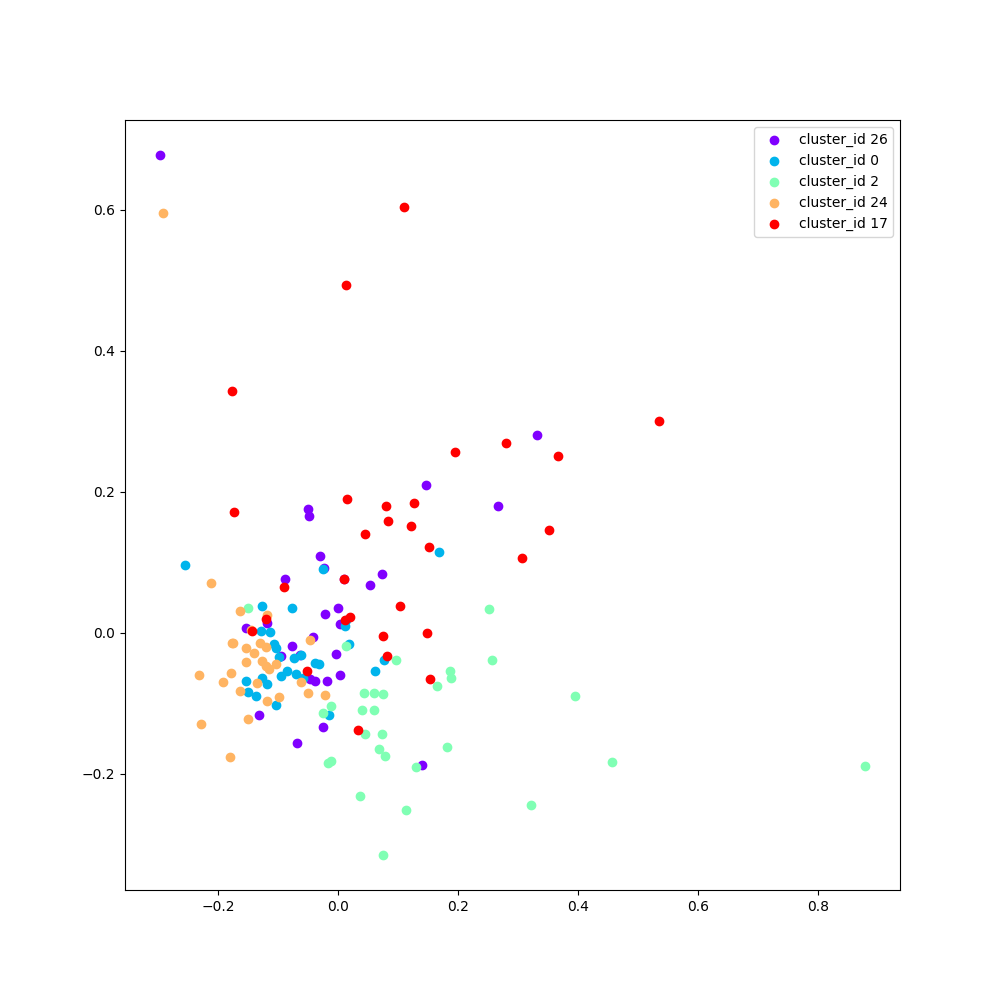 cluster_id 26
cluster_id 0
cluster_id 2
cluster_id 24
cluster_id 17
0.6
0.4
0.2
0.0
−0.2
−0.2 0.0 0.2 0.4 0.6 0.8